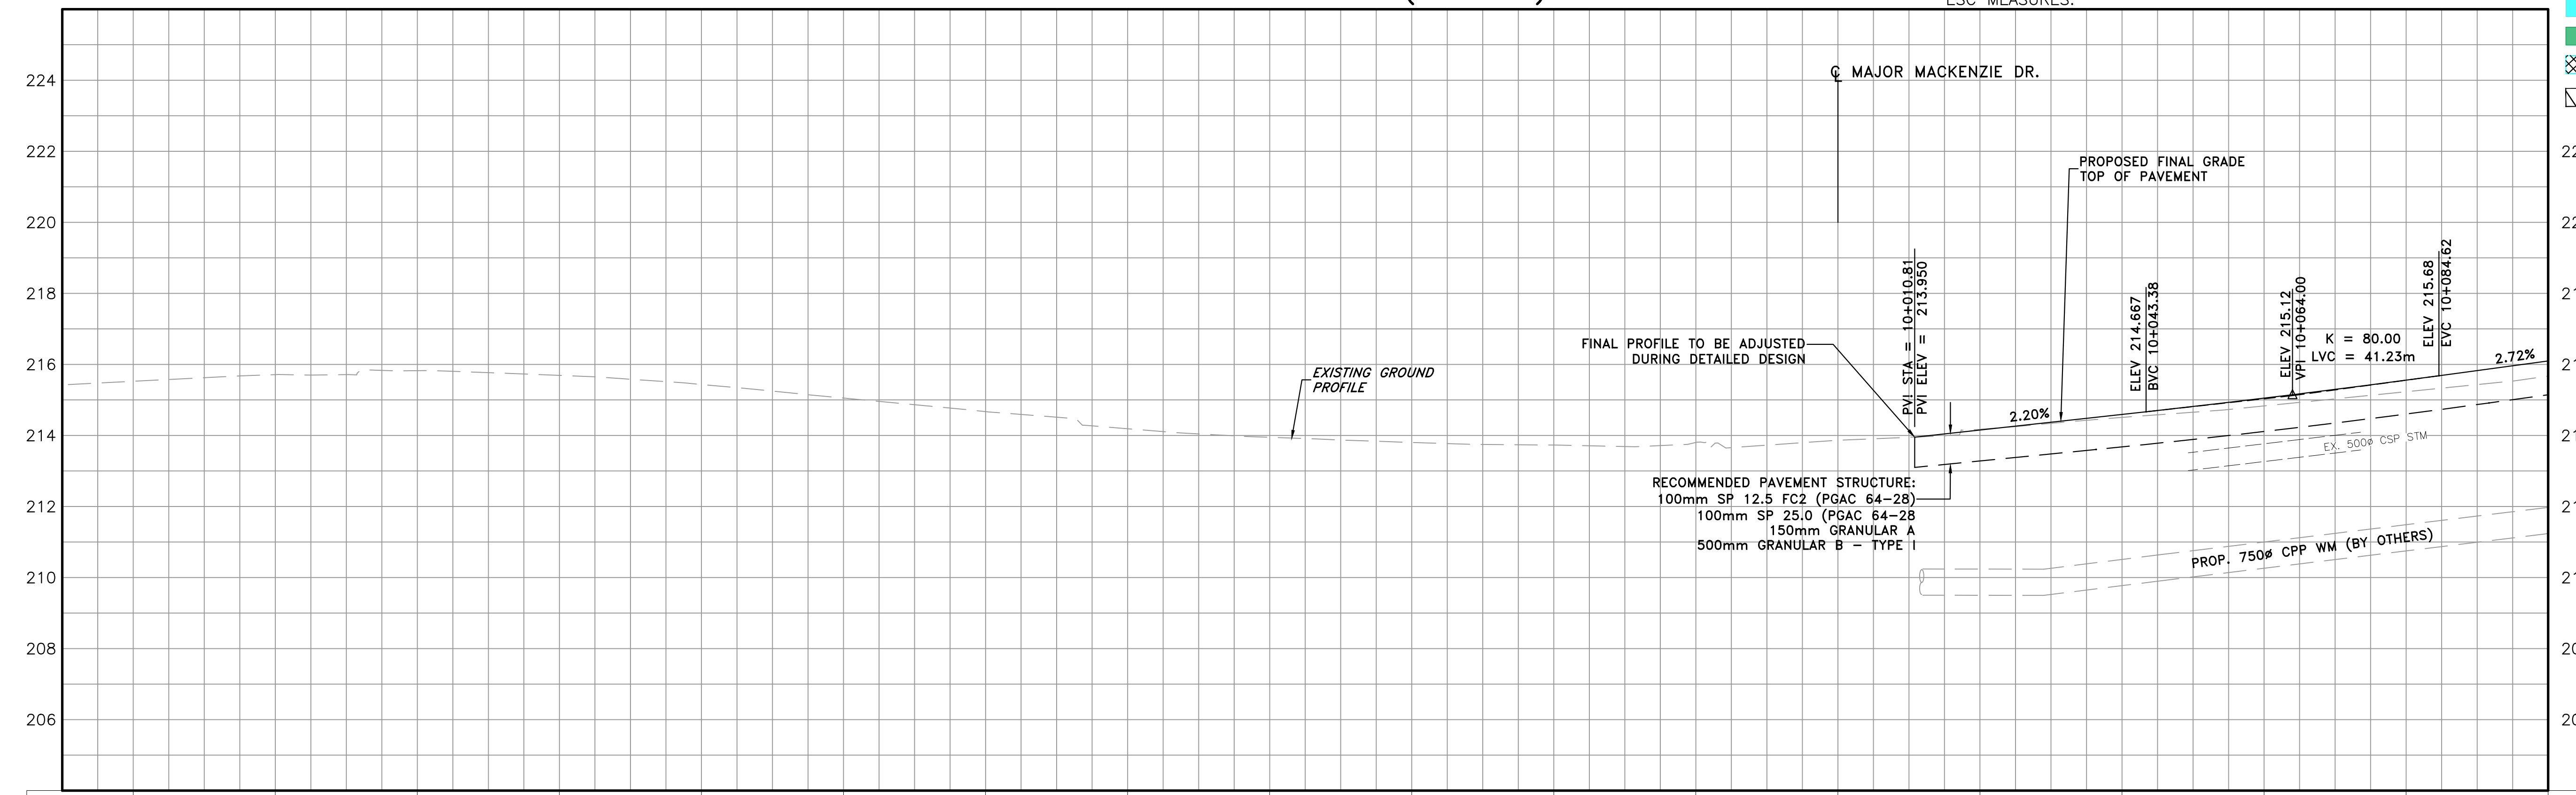 ESC MEASURES:
224
222
220
218
216
214
212
210
208
206
℄ MAJOR MACKENZIE DR.
PROPOSED FINAL GRADE
TOP OF PAVEMENT
EXISTING GROUND
PROFILE
FINAL PROFILE TO BE ADJUSTED
DURING DETAILED DESIGN
PVI STA = 10+010.81
PVI ELEV = 213.950
2.20%
ELEV 214.667
BVC 10+043.38
ELEV 215.12
VPI 10+064.00
K = 80.00
LVC = 41.23m
ELEV 215.68
EVC 10+084.62
2.72%
EX. 500ø CSP STM
RECOMMENDED PAVEMENT STRUCTURE:
100mm SP 12.5 FC2 (PGAC 64-28)
100mm SP 25.0 (PGAC 64-28
150mm GRANULAR A
500mm GRANULAR B - TYPE I
PROP. 750ø CPP WM (BY OTHERS)